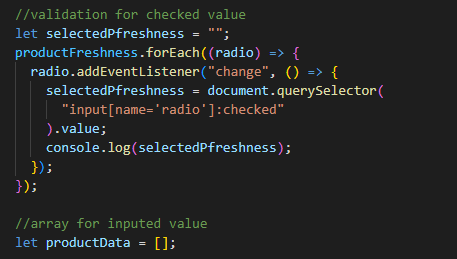 //validation for checked value
let selectedPfreshness = "";
productFreshness.forEach((radio) => {
  radio.addEventListener("change", () => {
    selectedPfreshness = document.querySelector(
      "input[name='radio']:checked"
    ).value;
    console.log(selectedPfreshness);
  });
});

//array for inputed value
let productData = [];